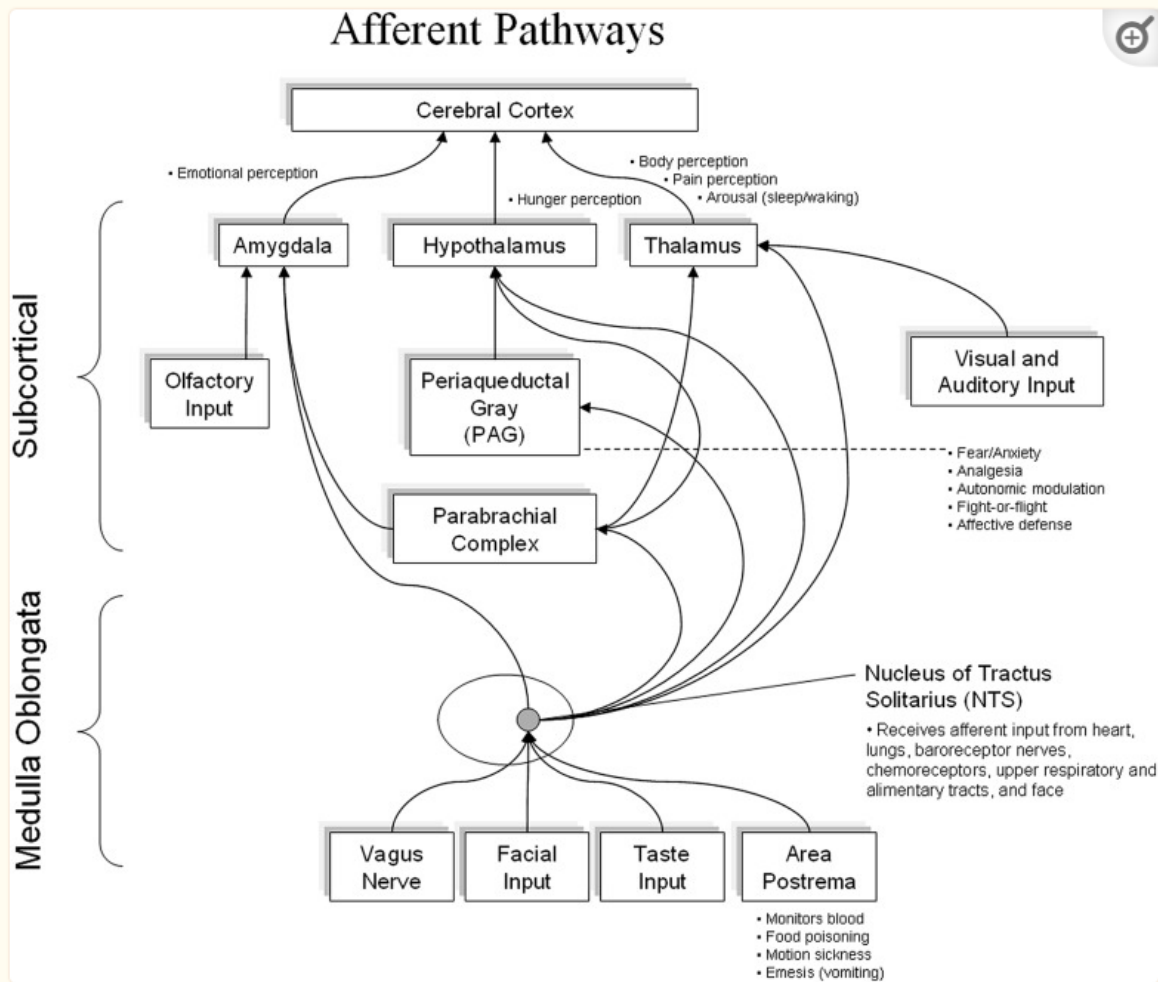 Afferent Pathways
Cerebral Cortex
• Emotional perception
• Hunger perception
• Body perception
• Pain perception
• Arousal (sleep/waking)
Subcortical
Amygdala
Hypothalamus
Thalamus
Olfactory
Input
Periaqueductal
Gray
(PAG)
Visual and
Auditory Input
• Fear/Anxiety
• Analgesia
• Autonomic modulation
• Fight-or-flight
• Affective defense
Parabrachial
Complex
Medulla Oblongata
Nucleus of Tractus
Solitarius (NTS)
• Receives afferent input from heart,
lungs, baroreceptor nerves,
chemoreceptors, upper respiratory and
alimentary tracts, and face
Vagus
Nerve
Facial
Input
Taste
Input
Area
Postrema
• Monitors blood
• Food poisoning
• Motion sickness
• Emesis (vomiting)